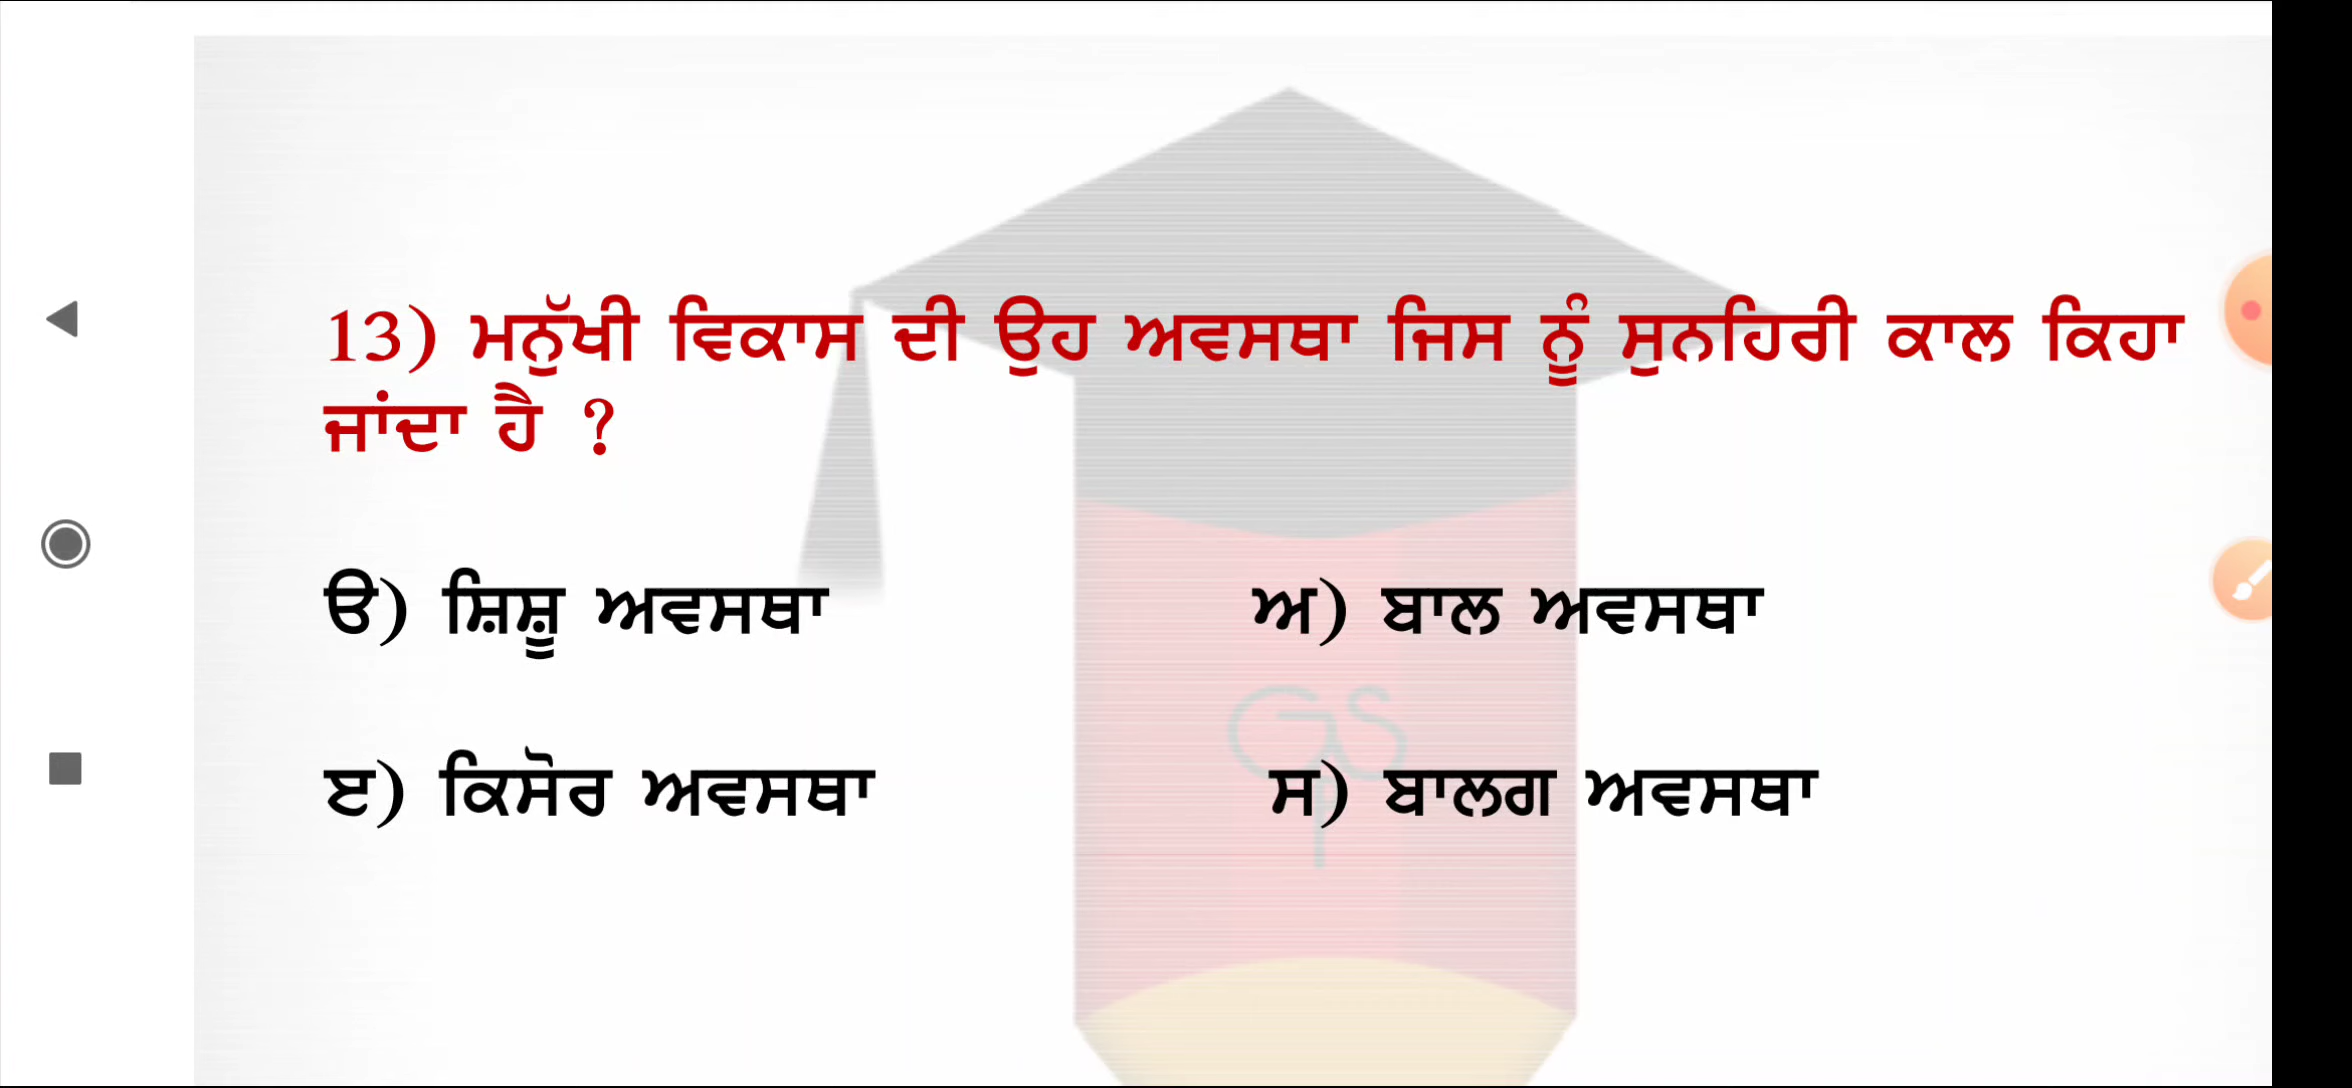 13) ਮਨੁੱਖੀ ਵਿਕਾਸ ਦੀ ਉਹ ਅਵਸਥਾ ਜਿਸ ਨੂੰ ਸੁਨਹਿਰੀ ਕਾਲ ਕਿਹਾ
ਜਾਂਦਾ ਹੈ ?
ੳ) ਸ਼ਿਸ਼ੂ ਅਵਸਥਾ ਅ) ਬਾਲ ਅਵਸਥਾ
ੲ) ਕਿਸੋਰ ਅਵਸਥਾ ਸ) ਬਾਲਗ ਅਵਸਥਾ